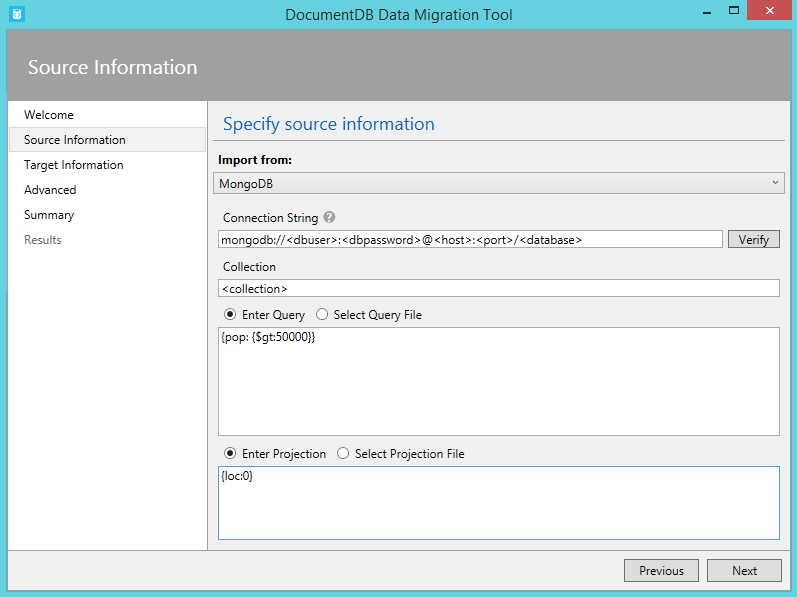 DocumentDB Data Migration Tool
Source Information
Welcome
Source Information
Target Information
Advanced
Summary
Results
Specify source information
Import from:
MongoDB
Connection String ?
mongodb://<dbuser>:<dbpassword>@<host>:<port>/<database>
Verify
Collection
<collection>
Enter Query Select Query File
{pop: {$gt:50000}}
Enter Projection Select Projection File
{loc:0}
Previous Next